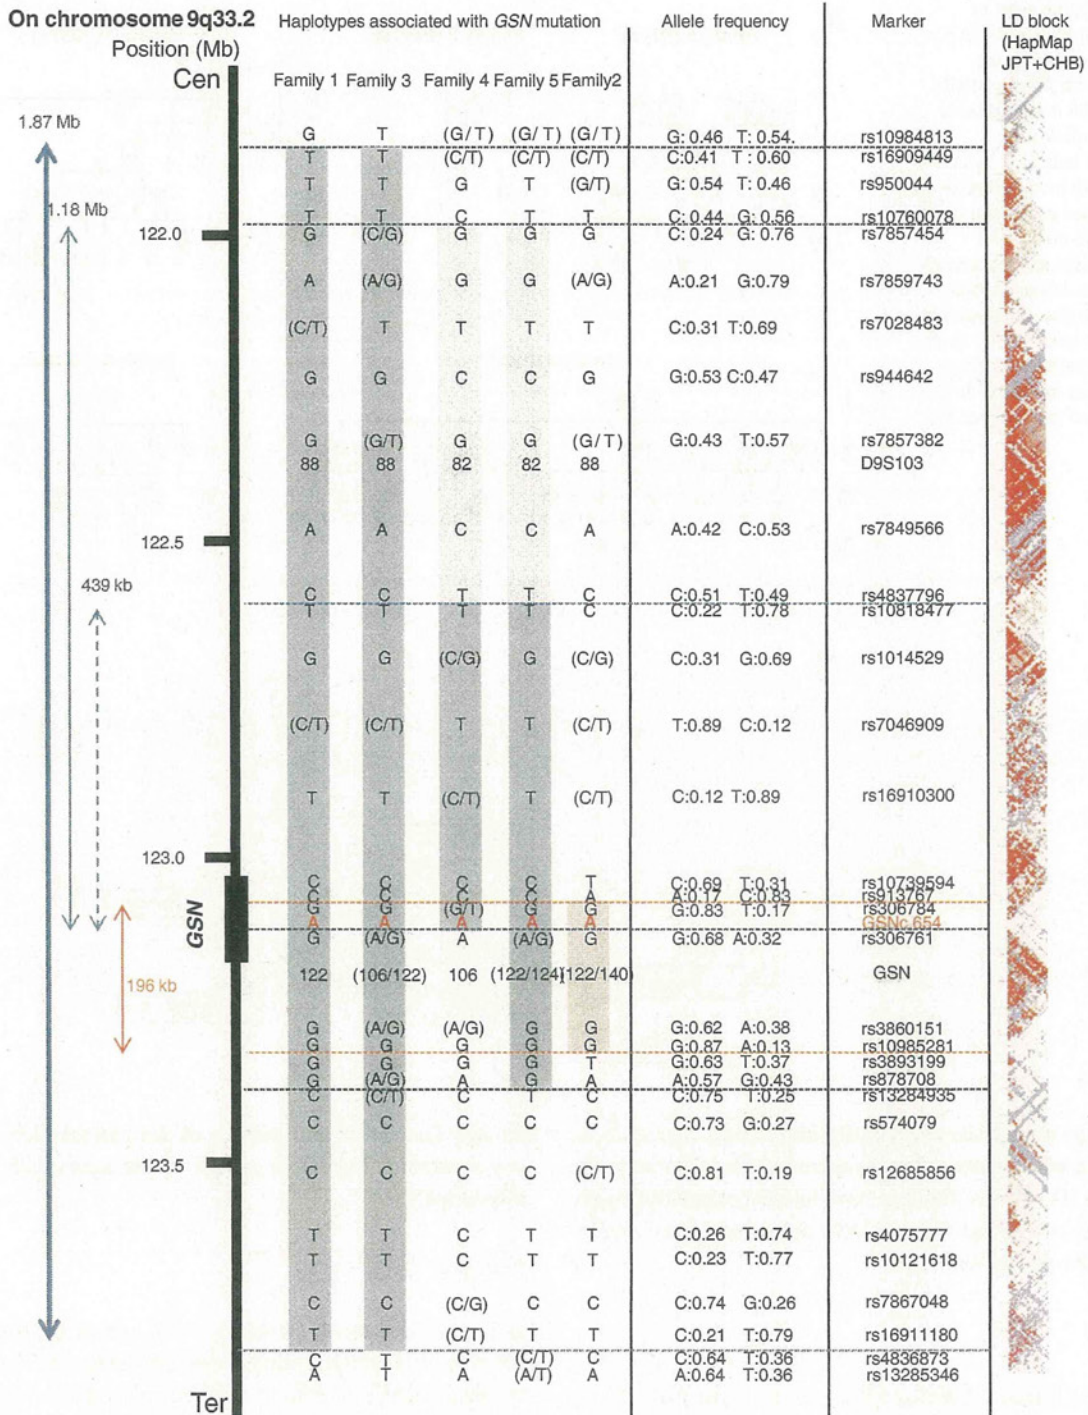 On chromosome 9q33.2 Haplotypes associated with GSN mutation Allele frequency Marker LD block
Position (Mb) (HapMap
JPT+CHB)
Cen Family 1 Family 3 Family 4 Family 5 Family2
1.87 Mb
G T (G/T) (G/T) (G/T) G: 0.46 T: 0.54. rs10984813
T T (C/T) (C/T) (C/T) C:0.41 T : 0.60 rs16909449
T T G T (G/T) G: 0.54 T: 0.46 rs950044
1.18 Mb
T T C T T C: 0.44 G: 0.56 rs10760078
122.0 G (C/G) G G G C: 0.24 G: 0.76 rs7857454
A (A/G) G G (A/G) A:0.21 G:0.79 rs7859743
(C/T) T T T T C:0.31 T:0.69 rs7028483
G G C C G G:0.53 C:0.47 rs944642
G (G/T) G G (G/T) G:0.43 T:0.57 rs7857382
88 88 82 82 88 D9S103
A A C C A A:0.42 C:0.53 rs7849566
122.5
439 kb
C C T T C C:0.51 T:0.49 rs4837796
T T T T C C:0.22 T:0.78 rs10818477
G G (C/G) G (C/G) C:0.31 G:0.69 rs1014529
(C/T) (C/T) T T (C/T) T:0.89 C:0.12 rs7046909
T T (C/T) T (C/T) C:0.12 T:0.89 rs16910300
123.0
C C C C T C:0.69 T:0.31 rs10739594
C C C C A A:0.17 C:0.83 rs913767
G G (G/T) G G G:0.83 T:0.17 rs306784
A A A A A GSNc.654
GSN
G (A/G) A (A/G) G G:0.68 A:0.32 rs306761
196 kb 122 (106/122) 106 (122/124) (122/140) GSN
G (A/G) (A/G) G G G:0.62 A:0.38 rs3860151
G G G G G G:0.87 A:0.13 rs10985281
G G G G T G:0.63 T:0.37 rs3893199
G (A/G) A G A A:0.57 G:0.43 rs878708
C (C/T) C T C C:0.75 T:0.25 rs13284935
C C C C C C:0.73 G:0.27 rs574079
123.5
C C C C (C/T) C:0.81 T:0.19 rs12685856
T T C T T C:0.26 T:0.74 rs4075777
T T C T T C:0.23 T:0.77 rs10121618
C C (C/G) C C C:0.74 G:0.26 rs7867048
T T (C/T) T T C:0.21 T:0.79 rs16911180
C T C (C/T) C C:0.64 T:0.36 rs4836873
A T A (A/T) A A:0.64 T:0.36 rs13285346
Ter